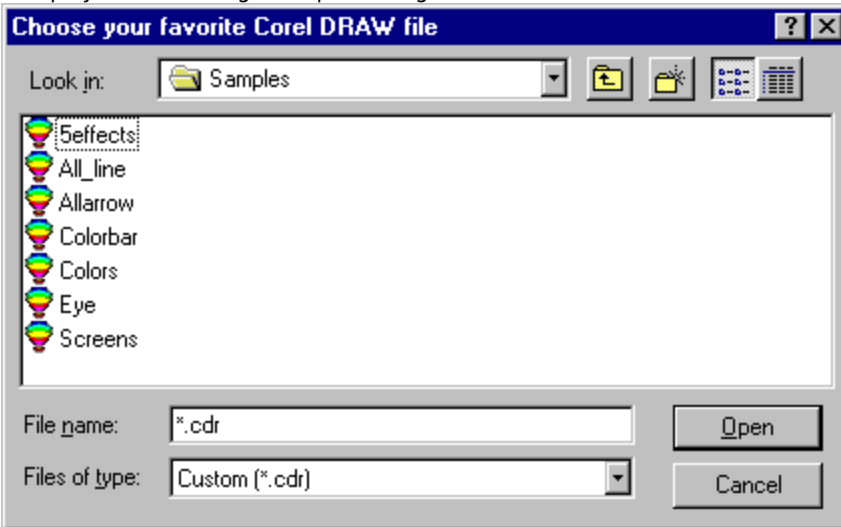 Choose your favorite Corel DRAW file
Look in:
Samples
5effects
All_line
Allarrow
Colorbar
Colors
Eye
Screens
File name:
*.cdr
Open
Files of type:
Custom (*.cdr)
Cancel